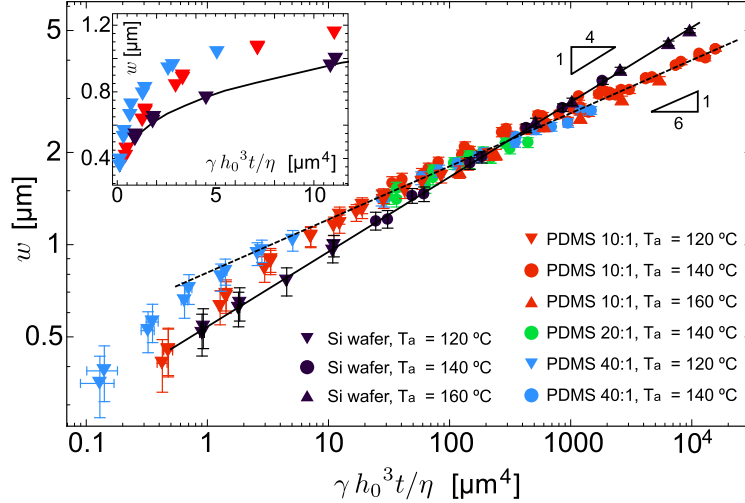 5
2
1
0.5
w [μm]
0.1
1
10
100
1000
10⁴
γ h₀³t/η [μm⁴]
1.2
0.8
0.4
w [μm]
0
5
10
γ h₀³t/η [μm⁴]
4
1
1
6
Si wafer, Ta = 120 ºC
Si wafer, Ta = 140 ºC
Si wafer, Ta = 160 ºC
PDMS 10:1, Ta = 120 ºC
PDMS 10:1, Ta = 140 ºC
PDMS 10:1, Ta = 160 ºC
PDMS 20:1, Ta = 140 ºC
PDMS 40:1, Ta = 120 ºC
PDMS 40:1, Ta = 140 ºC